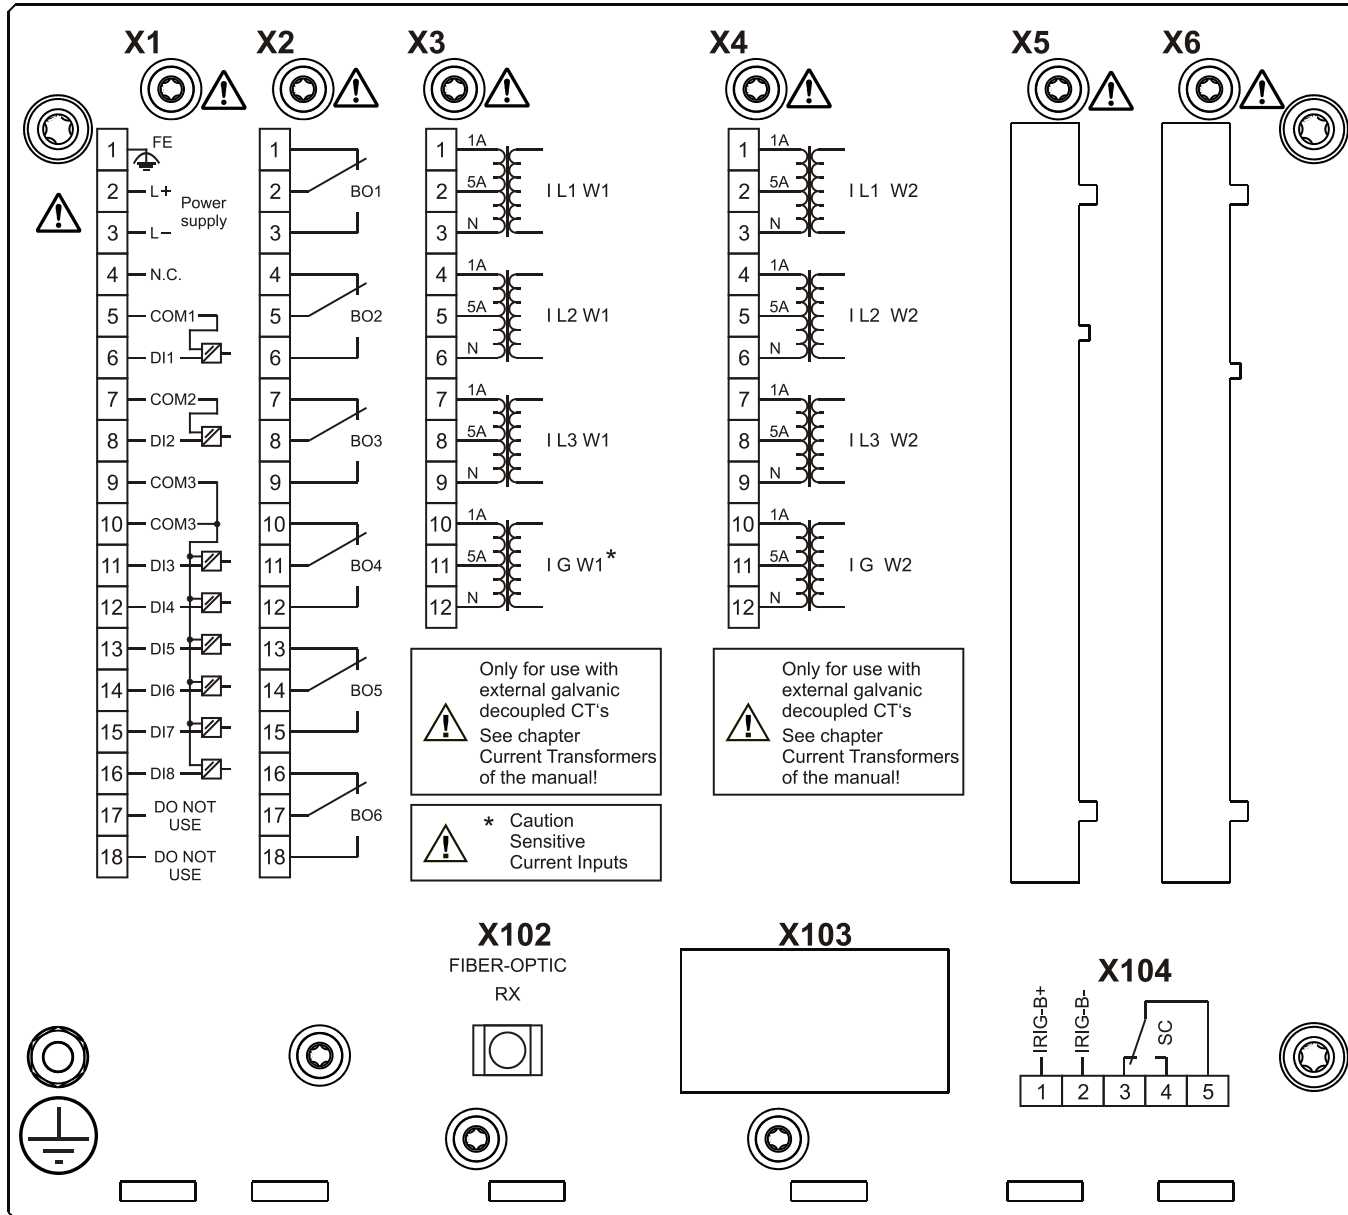 X1
X2
X3
X4
X5
X6
1 FE
2 L+
Power
supply
3 L−
4 N.C.
5 COM1
6 DI1
7 COM2
8 DI2
9 COM3
10 COM3
11 DI3
12 DI4
13 DI5
14 DI6
15 DI7
16 DI8
17 DO NOT
USE
18 DO NOT
USE
1
2 BO1
3
4
5 BO2
6
7
8 BO3
9
10
11 BO4
12
13
14 BO5
15
16
17 BO6
18
1 1A
2 5A I L1 W1
3 N
4 1A
5 5A I L2 W1
6 N
7 1A
8 5A I L3 W1
9 N
10 1A
11 5A I G W1*
12 N
Only for use with
external galvanic
decoupled CT‘s
See chapter
Current Transformers
of the manual!
* Caution
Sensitive
Current Inputs
1 1A
2 5A I L1 W2
3 N
4 1A
5 5A I L2 W2
6 N
7 1A
8 5A I L3 W2
9 N
10 1A
11 5A I G W2
12 N
Only for use with
external galvanic
decoupled CT‘s
See chapter
Current Transformers
of the manual!
X102
FIBER-OPTIC
RX
X103
X104
IRIG-B+
IRIG-B-
SC
1 2 3 4 5